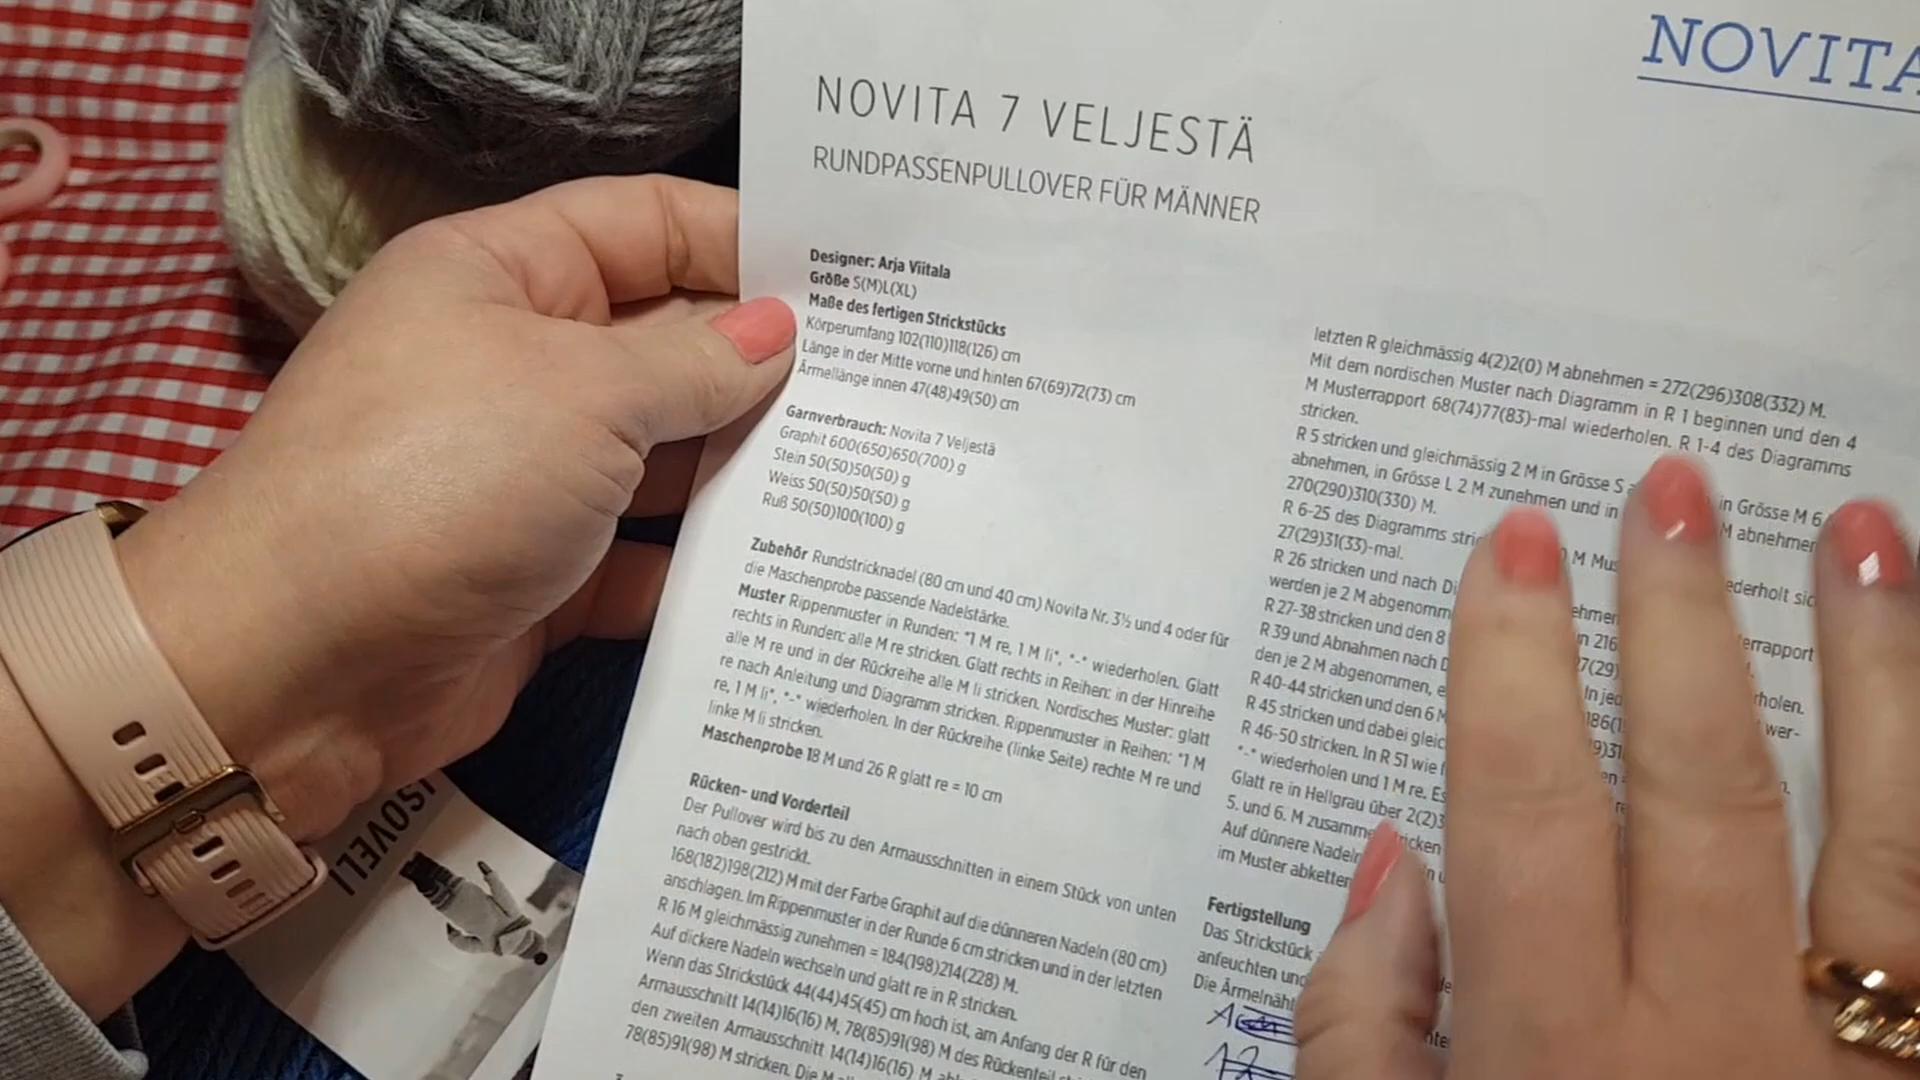 NOVITA
NOVITA 7 VELJESTÄ
RUNDPASSENPULLOVER FÜR MÄNNER
Designer: Arja Viitala
Größe S(M)L(XL)
Maße des fertigen Strickstücks
Körperumfang 102(110)118(126) cm
Länge in der Mitte vorne und hinten 67(69)72(73) cm
Ärmellänge innen 47(48)49(50) cm
Garnverbrauch: Novita 7 Veljestä
Graphit 600(650)650(700) g
Stein 50(50)50(50) g
Weiss 50(50)50(50) g
Ruß 50(50)100(100) g
Zubehör Rundstricknadel (80 cm und 40 cm) Novita Nr. 3½ und 4 oder für
die Maschenprobe passende Nadelstärke.
Muster Rippenmuster in Runden: *1 M re, 1 M li*, *-* wiederholen. Glatt
rechts in Runden: alle M re stricken. Glatt rechts in Reihen: in der Hinreihe
alle M re und in der Rückreihe alle M li stricken. Nordisches Muster: glatt
re nach Anleitung und Diagramm stricken. Rippenmuster in Reihen: *1 M
re, 1 M li*, *-* wiederholen. In der Rückreihe (linke Seite) rechte M re und
linke M li stricken.
Maschenprobe 18 M und 26 R glatt re = 10 cm
Rücken- und Vorderteil
Der Pullover wird bis zu den Armausschnitten in einem Stück von unten
nach oben gestrickt.
168(182)198(212) M mit der Farbe Graphit auf die dünneren Nadeln (80 cm)
anschlagen. Im Rippenmuster in der Runde 6 cm stricken und in der letzten
R 16 M gleichmässig zunehmen = 184(198)214(228) M.
Auf dickere Nadeln wechseln und glatt re in R stricken.
Wenn das Strickstück 44(44)45(45) cm hoch ist, am Anfang der R für den
Armausschnitt 14(14)16(16) M, 78(85)91(98) M des Rückenteil
den zweiten Armausschnitt 14(14)16(16) M
78(85)91(98) M stricken. Die M
letzten R gleichmässig 4(2)2(0) M abnehmen = 272(296)308(332) M.
Mit dem nordischen Muster nach Diagramm in R 1 beginnen und den 4
M Musterrapport 68(74)77(83)-mal wiederholen. R 1-4 des Diagramms
stricken.
R 5 stricken und gleichmässig 2 M in Grösse S in Grösse M 6
abnehmen, in Grösse L 2 M zunehmen und in M abnehmen
270(290)310(330) M.
R 6-25 des Diagramms M
27(29)31(33)-mal.
R 26 stricken und nach
werden je 2 M 216
R 27-38 stricken und den 8
R 39 und Abnahmen nach In
den je 2 M abgenommen,
R 40-44 stricken und den 6
R 45 stricken und dabei
R 46-50 stricken. In R 51 wie
*-* wiederholen und 1 M re.
Glatt re in Hellgrau über
5. und 6. M
Auf dünnere Nadeln
im Muster abketten
Fertigstellung
Das Strickstück
anfeuchten und
Die
ISOVELI